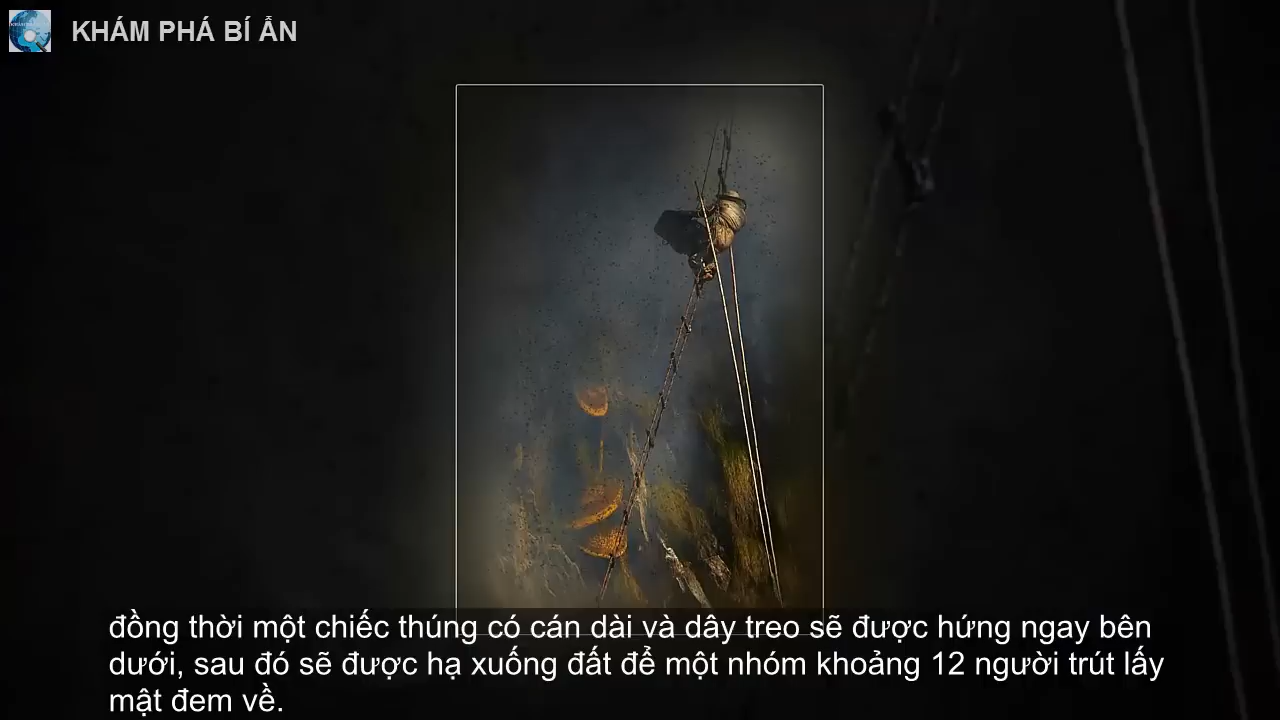 KHÁM PHÁ BÍ ẨN
đồng thời một chiếc thúng có cán dài và dây treo sẽ được hứng ngay bên
dưới, sau đó sẽ được hạ xuống đất để một nhóm khoảng 12 người trút lấy
mật đem về.